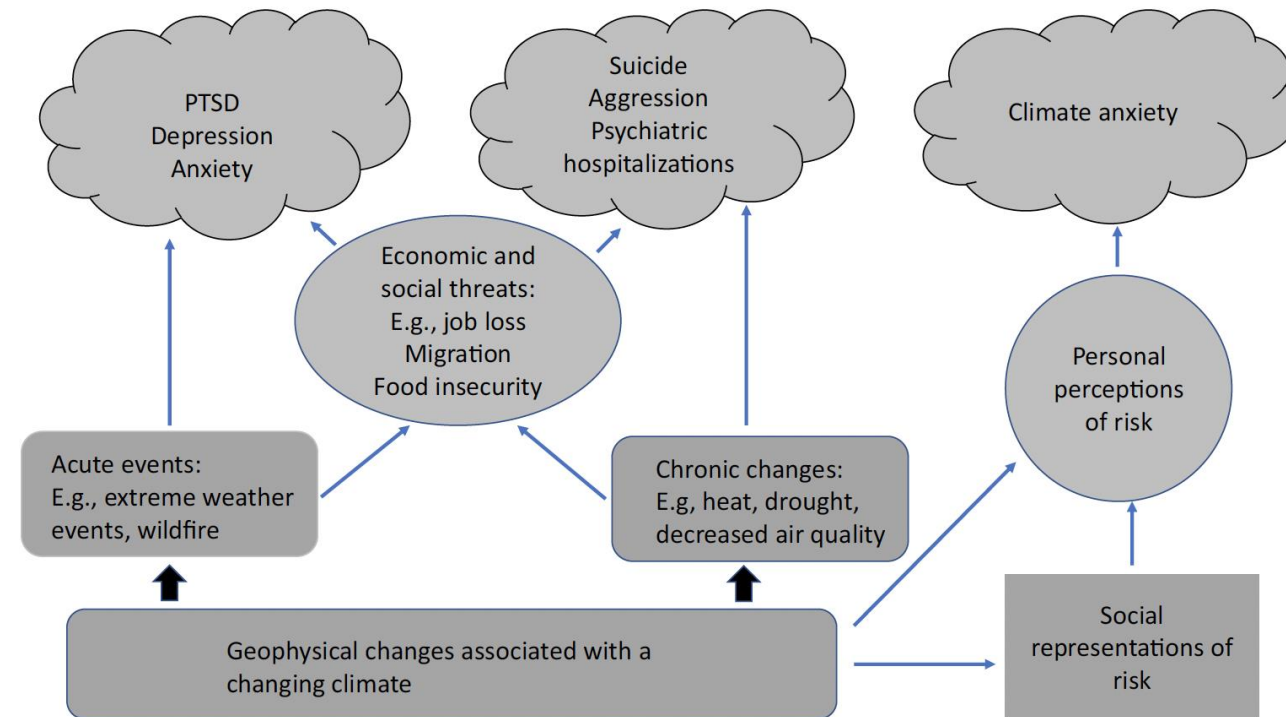 PTSD
Depression
Anxiety
Suicide
Aggression
Psychiatric
hospitalizations
Climate anxiety
Economic and
social threats:
E.g., job loss
Migration
Food insecurity
Personal
perceptions
of risk
Acute events:
E.g., extreme weather
events, wildfire
Chronic changes:
E.g, heat, drought,
decreased air quality
Geophysical changes associated with a
changing climate
Social
representations of
risk